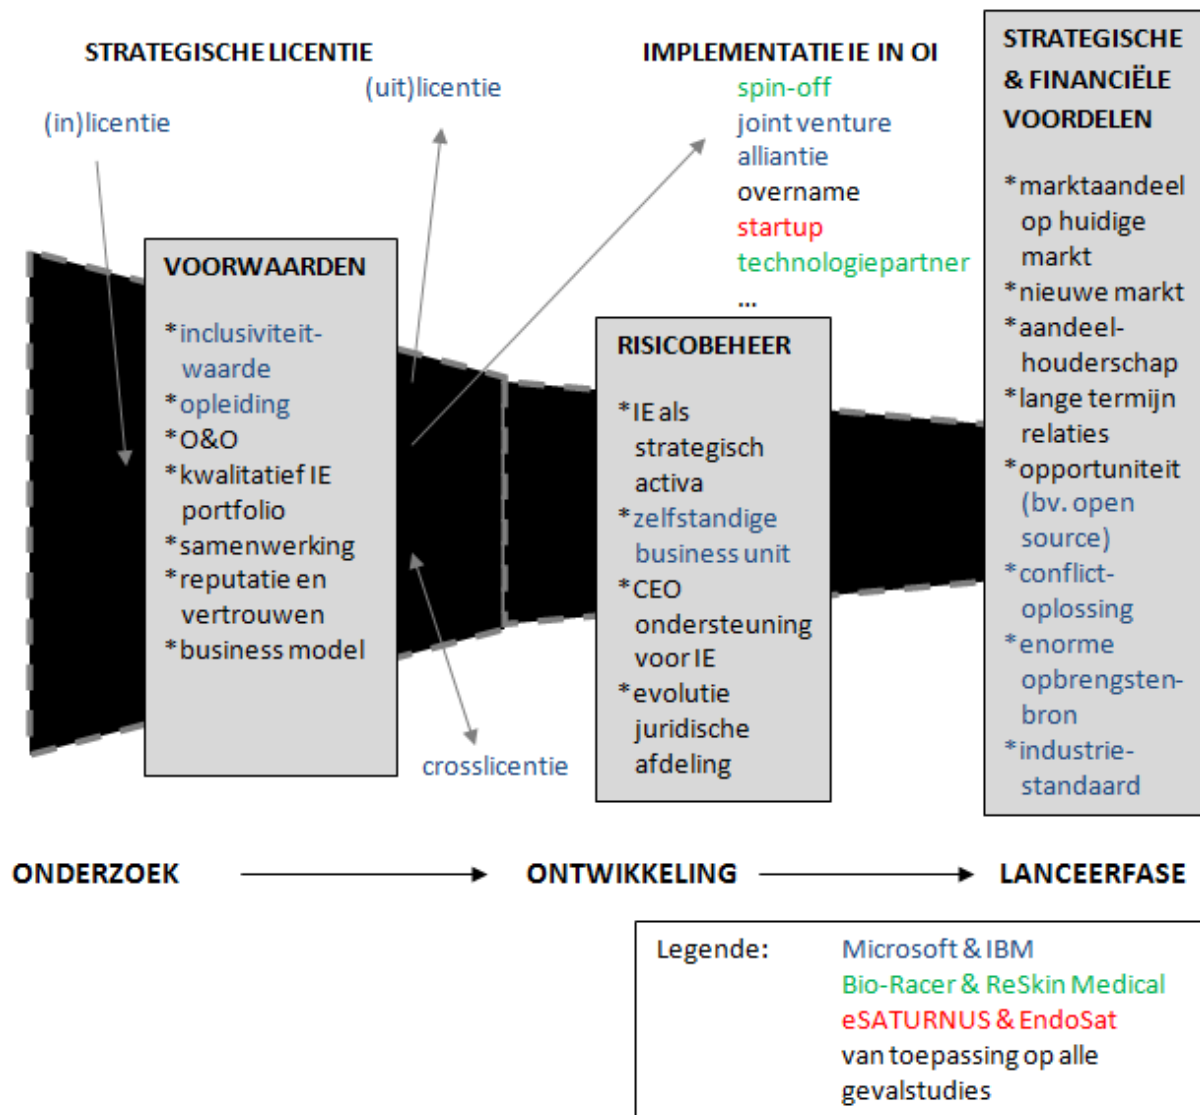 STRATEGISCHE LICENTIE
(in)licentie
(uit)licentie
IMPLEMENTATIE IE IN OI
spin-off
joint venture
alliantie
overname
startup
technologiepartner
...
STRATEGISCHE
& FINANCIËLE
VOORDELEN
*marktaandeel
op huidige
markt
*nieuwe markt
*aandeel-
houderschap
*lange termijn
relaties
*opportuniteit
(bv. open
source)
*conflict-
oplossing
*enorme
opbrengsten-
bron
*industrie-
standaard
VOORWAARDEN
*inclusiviteit-
waarde
*opleiding
*O&O
*kwalitatief IE
portfolio
*samenwerking
*reputatie en
vertrouwen
*business model
crosslicentie
RISICOBEHEER
*IE als
strategisch
activa
*zelfstandige
business unit
*CEO
ondersteuning
voor IE
*evolutie
juridische
afdeling
ONDERZOEK
ONTWIKKELING
LANCEERFASE
Legende:
Microsoft & IBM
Bio-Racer & ReSkin Medical
eSATURNUS & EndoSat
van toepassing op alle
gevalstudies